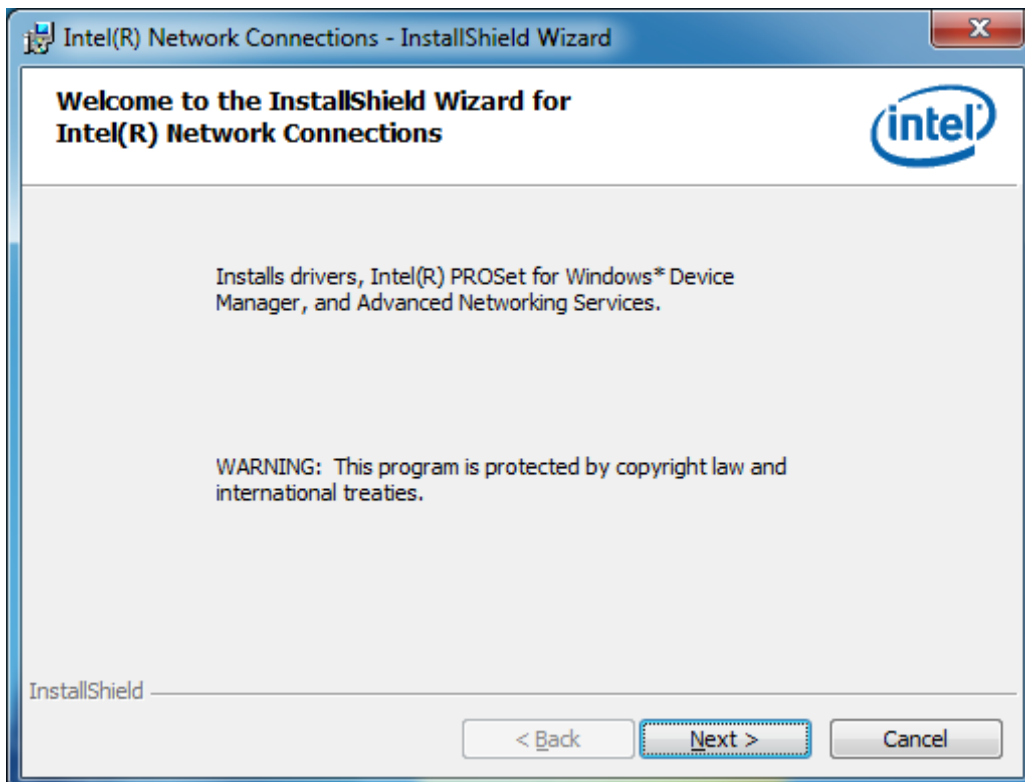 Intel(R) Network Connections - InstallShield Wizard
Welcome to the InstallShield Wizard for
Intel(R) Network Connections
intel
Installs drivers, Intel(R) PROSet for Windows* Device
Manager, and Advanced Networking Services.
WARNING:  This program is protected by copyright law and
international treaties.
InstallShield
< Back
Next >
Cancel